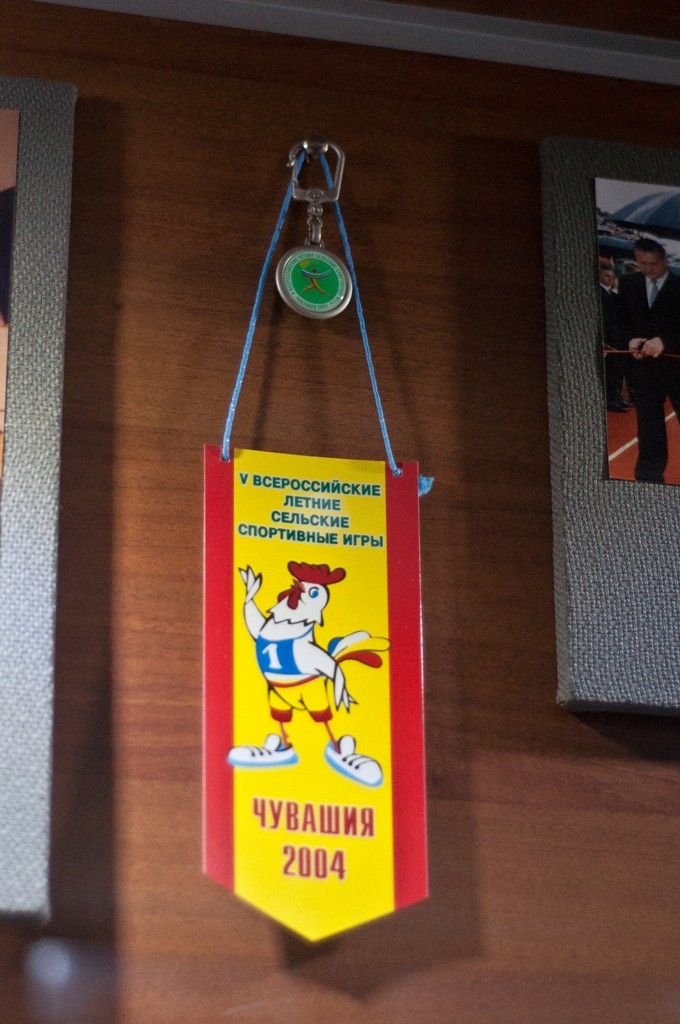 V ВСЕРОССИЙСКИЕ
ЛЕТНИЕ
СЕЛЬСКИЕ
СПОРТИВНЫЕ ИГРЫ
1
ЧУВАШИЯ
2004